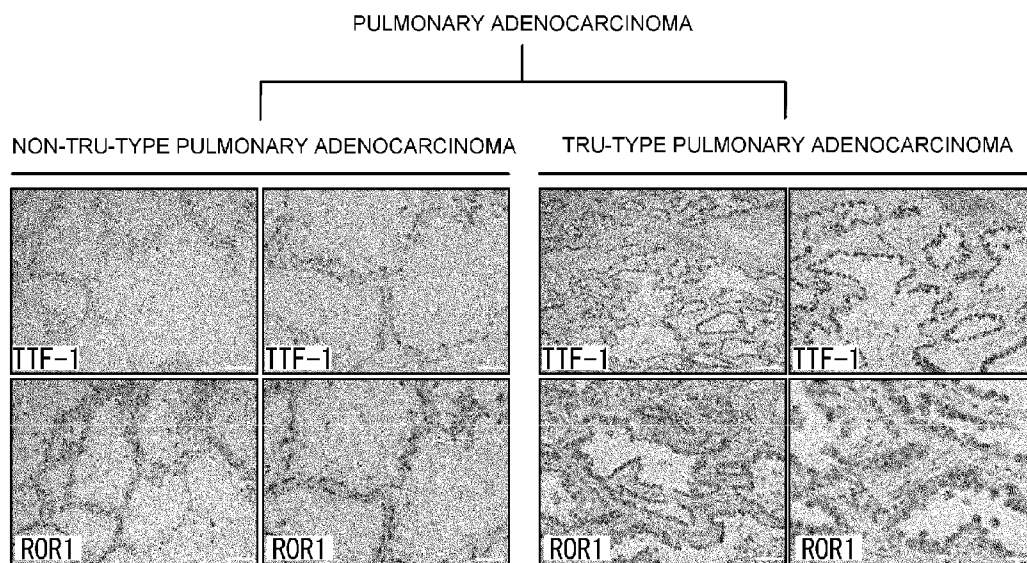 PULMONARY ADENOCARCINOMA
NON-TRU-TYPE PULMONARY ADENOCARCINOMA
TRU-TYPE PULMONARY ADENOCARCINOMA
TTF-1
TTF-1
TTF-1
TTF-1
ROR1
ROR1
ROR1
ROR1